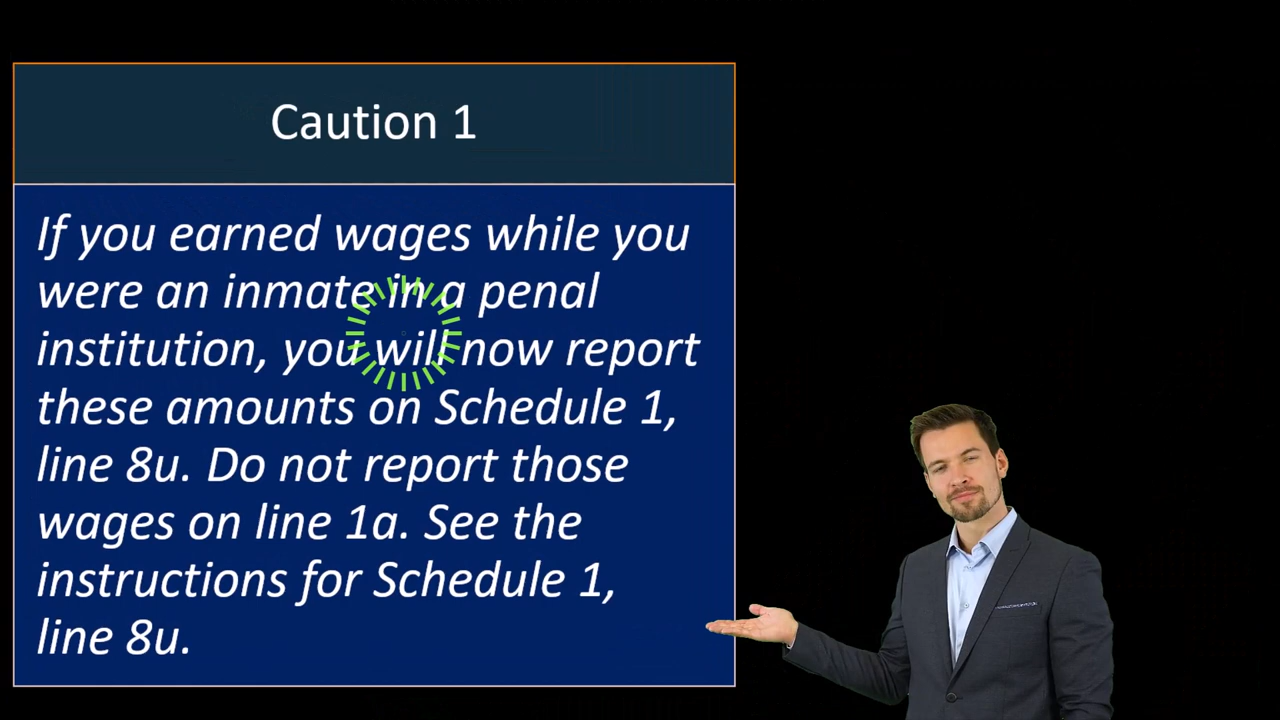 Caution 1
If you earned wages while you
were an inmate in a penal
institution, you will now report
these amounts on Schedule 1,
line 8u. Do not report those
wages on line 1a. See the
instructions for Schedule 1,
line 8u.